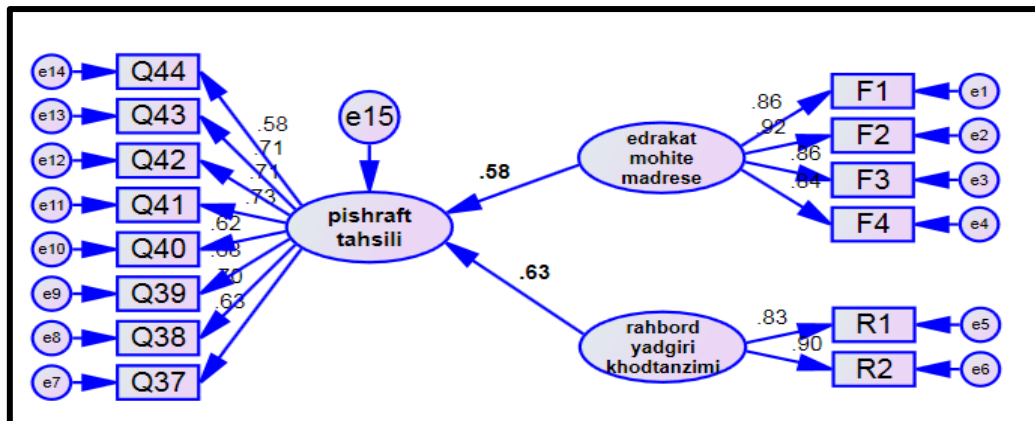 e14
Q44
e13
Q43
e12
Q42
e11
Q41
e10
Q40
e9
Q39
e8
Q38
e7
Q37
.58
.71
.71
.73
.62
.68
.70
.63
e15
pishraft
tahsili
.58
.63
edrakat
mohite
madrese
rahbord
yadgiri
khodtanzimi
.86
.92
.86
.84
F1
e1
F2
e2
F3
e3
F4
e4
.83
.90
R1
e5
R2
e6